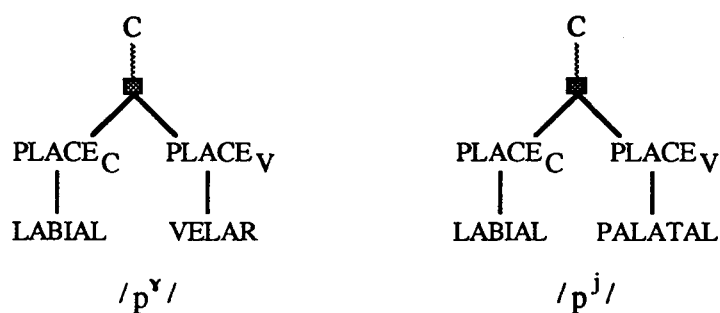 C C
PLACE_C PLACE_V PLACE_C PLACE_V
LABIAL VELAR LABIAL PALATAL
/pˠ/ /pʲ/